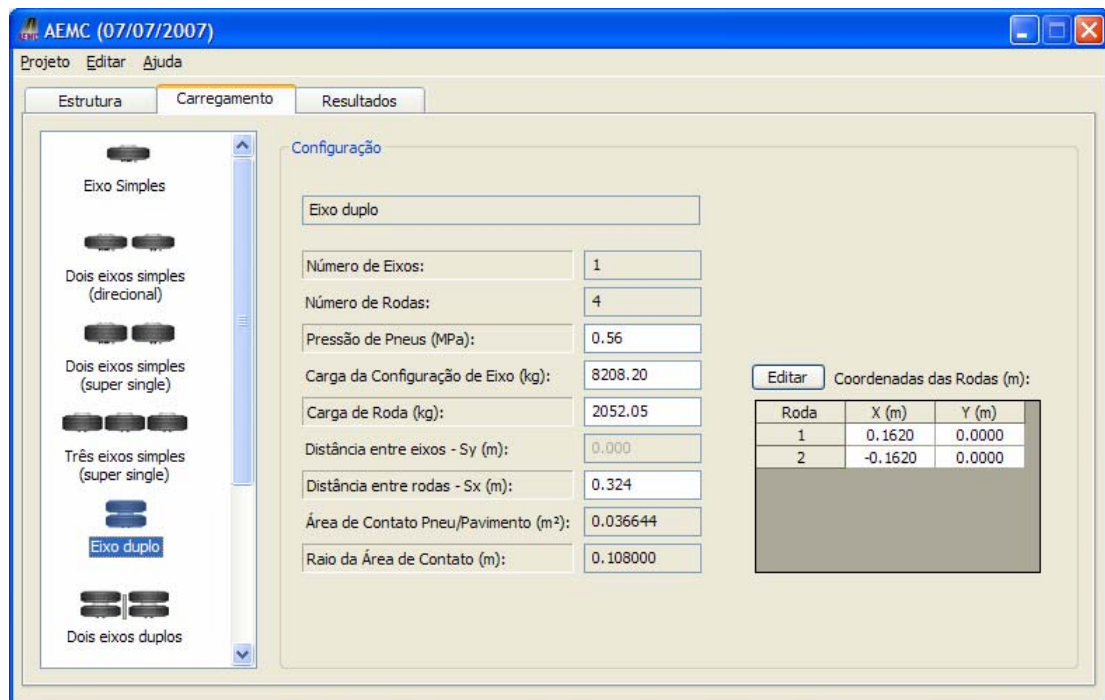 AEMC (07/07/2007)
Projeto Editar Ajuda
Estrutura Carregamento Resultados
Eixo Simples
Dois eixos simples
(direcional)
Dois eixos simples
(super single)
Três eixos simples
(super single)
Eixo duplo
Dois eixos duplos
Configuração
Eixo duplo
Número de Eixos: 1
Número de Rodas: 4
Pressão de Pneus (MPa): 0.56
Carga da Configuração de Eixo (kg): 8208.20
Carga de Roda (kg): 2052.05
Distância entre eixos - Sy (m): 0.000
Distância entre rodas - Sx (m): 0.324
Área de Contato Pneu/Pavimento (m²): 0.036644
Raio da Área de Contato (m): 0.108000
Editar Coordenadas das Rodas (m):
Roda X (m) Y (m)
1 0.1620 0.0000
2 -0.1620 0.0000